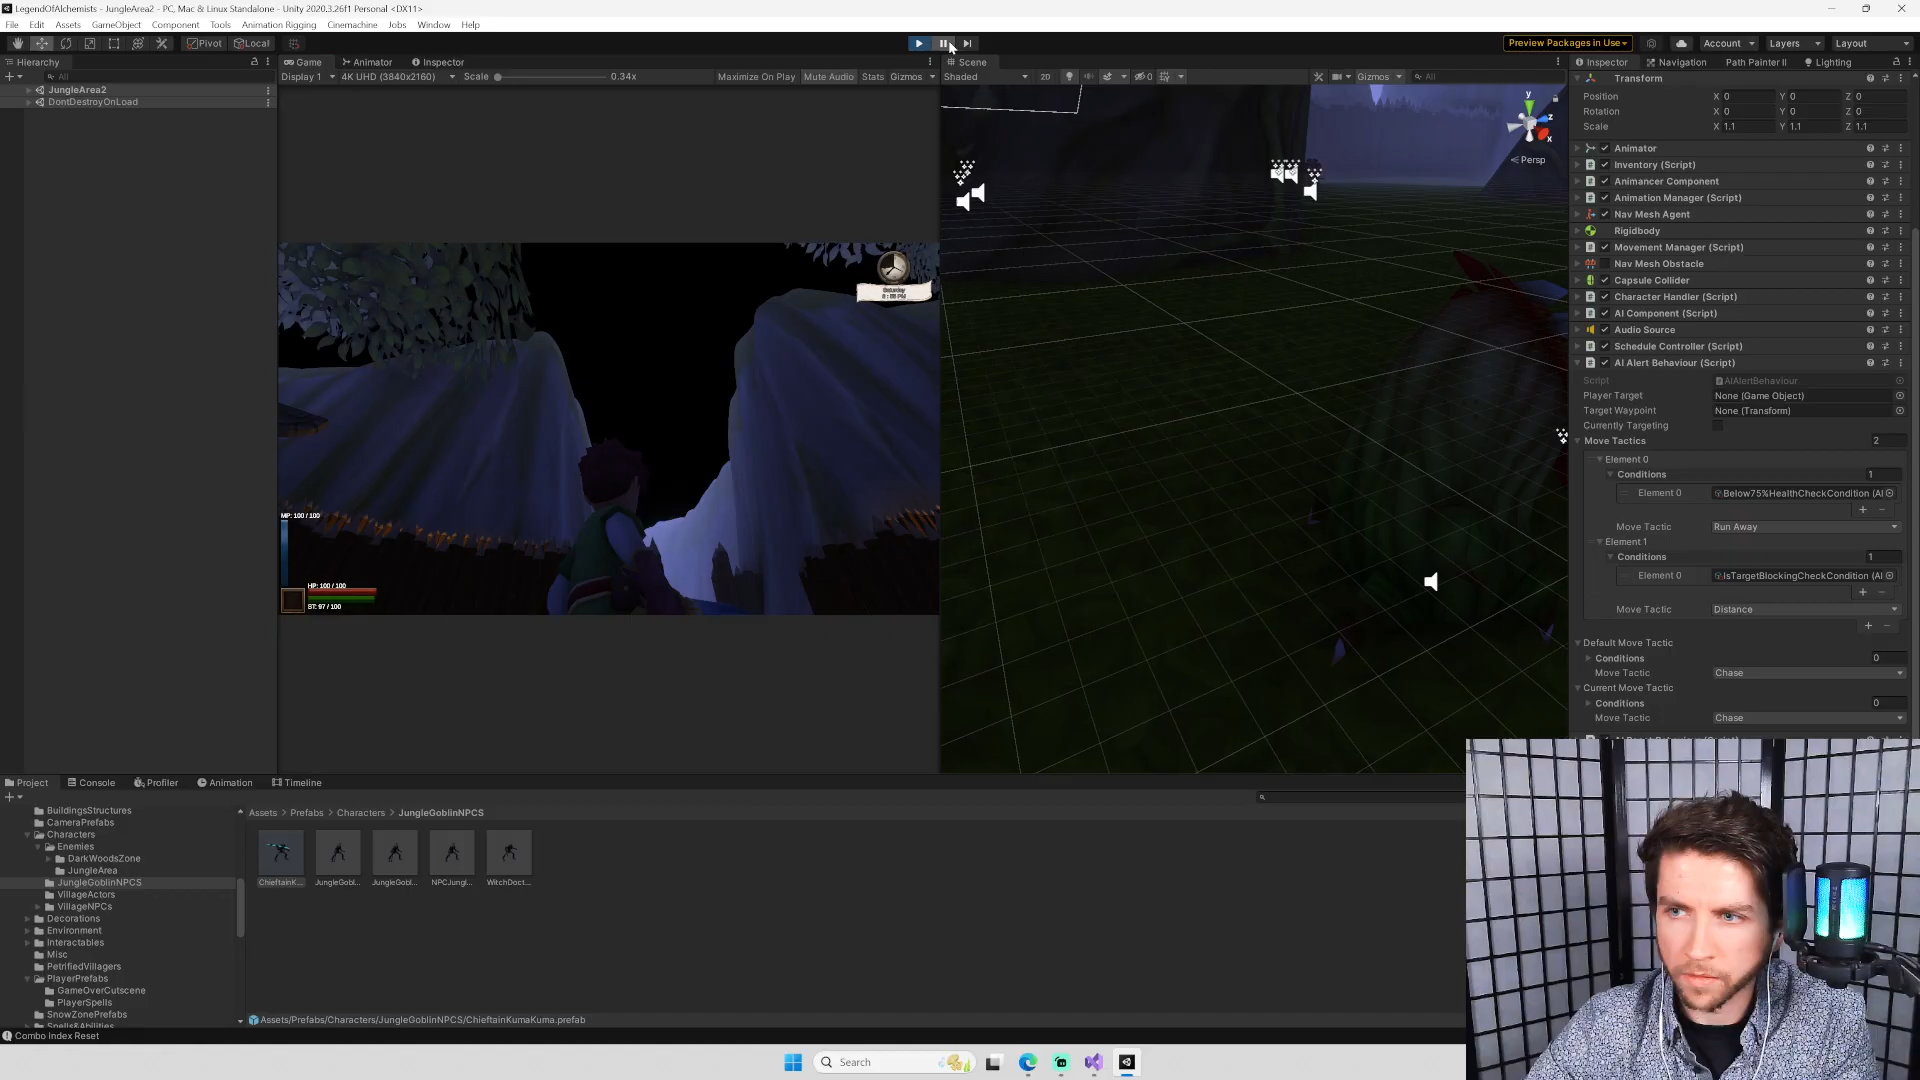 LegendOfAlchemists - JungleArea2 - PC, Mac & Linux Standalone - Unity 2020.3.26f1 Personal <DX11>
File Edit Assets GameObject Component Tools Animation Rigging Cinemachine Jobs Window Help
Pivot Local
Preview Packages in Use
Account
Layers
Layout
Hierarchy
All
JungleArea2
DontDestroyOnLoad
Game Animator Inspector
Display 1 4K UHD (3840x2160) Scale 0.34x Maximize On Play Mute Audio Stats Gizmos
Saturday
MP: 100 / 100
HP: 100 / 100
ST: 97 / 100
Scene
Shaded 2D 0 Gizmos All
y
z
x
Persp
Inspector Navigation Path Painter II Lighting
Transform
Position X 0 Y 0 Z 0
Rotation X 0 Y 0 Z 0
Scale X 1.1 Y 1.1 Z 1.1
Animator
Inventory (Script)
Animancer Component
Animation Manager (Script)
Nav Mesh Agent
Rigidbody
Movement Manager (Script)
Nav Mesh Obstacle
Capsule Collider
Character Handler (Script)
AI Component (Script)
Audio Source
Schedule Controller (Script)
AI Alert Behaviour (Script)
Script AIAlertBehaviour
Player Target None (Game Object)
Target Waypoint None (Transform)
Currently Targeting
Move Tactics 2
Element 0
Conditions 1
Element 0 Below75%HealthCheckCondition (AI
Move Tactic Run Away
Element 1
Conditions 1
Element 0 IsTargetBlockingCheckCondition (AI
Move Tactic Distance
Default Move Tactic
Conditions 0
Move Tactic Chase
Current Move Tactic
Conditions 0
Move Tactic Chase
Project Console Profiler Animation Timeline
BuildingsStructures
CameraPrefabs
Characters
Enemies
DarkWoodsZone
JungleArea
JungleGoblinNPCS
VillageActors
VillageNPCs
Decorations
Environment
Interactables
Misc
PetrifiedVillagers
PlayerPrefabs
GameOverCutscene
PlayerSpells
SnowZonePrefabs
Spells&Abilities
Assets > Prefabs > Characters > JungleGoblinNPCS
ChieftainK... JungleGobl... JungleGobl... NPCJungl... WitchDoct...
Assets/Prefabs/Characters/JungleGoblinNPCS/ChieftainKumaKuma.prefab
Combo Index Reset
Search